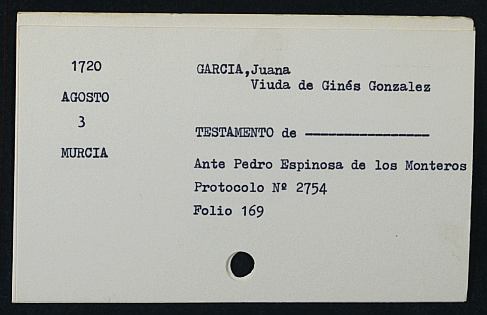 1720
AGOSTO
3
MURCIA
GARCIA,Juana
Viuda de Ginés Gonzalez
TESTAMENTO de -----------------
Ante Pedro Espinosa de los Monteros
Protocolo Nº 2754
Folio 169